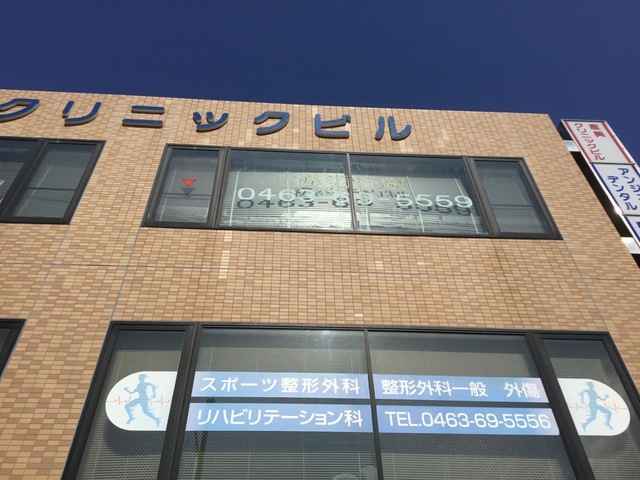 クリニックビル
0463-69-5559
スポーツ整形外科
整形外科一般 外傷
リハビリテーション科
TEL.0463-69-5556
クリニックビル
アンジェ
デンタル